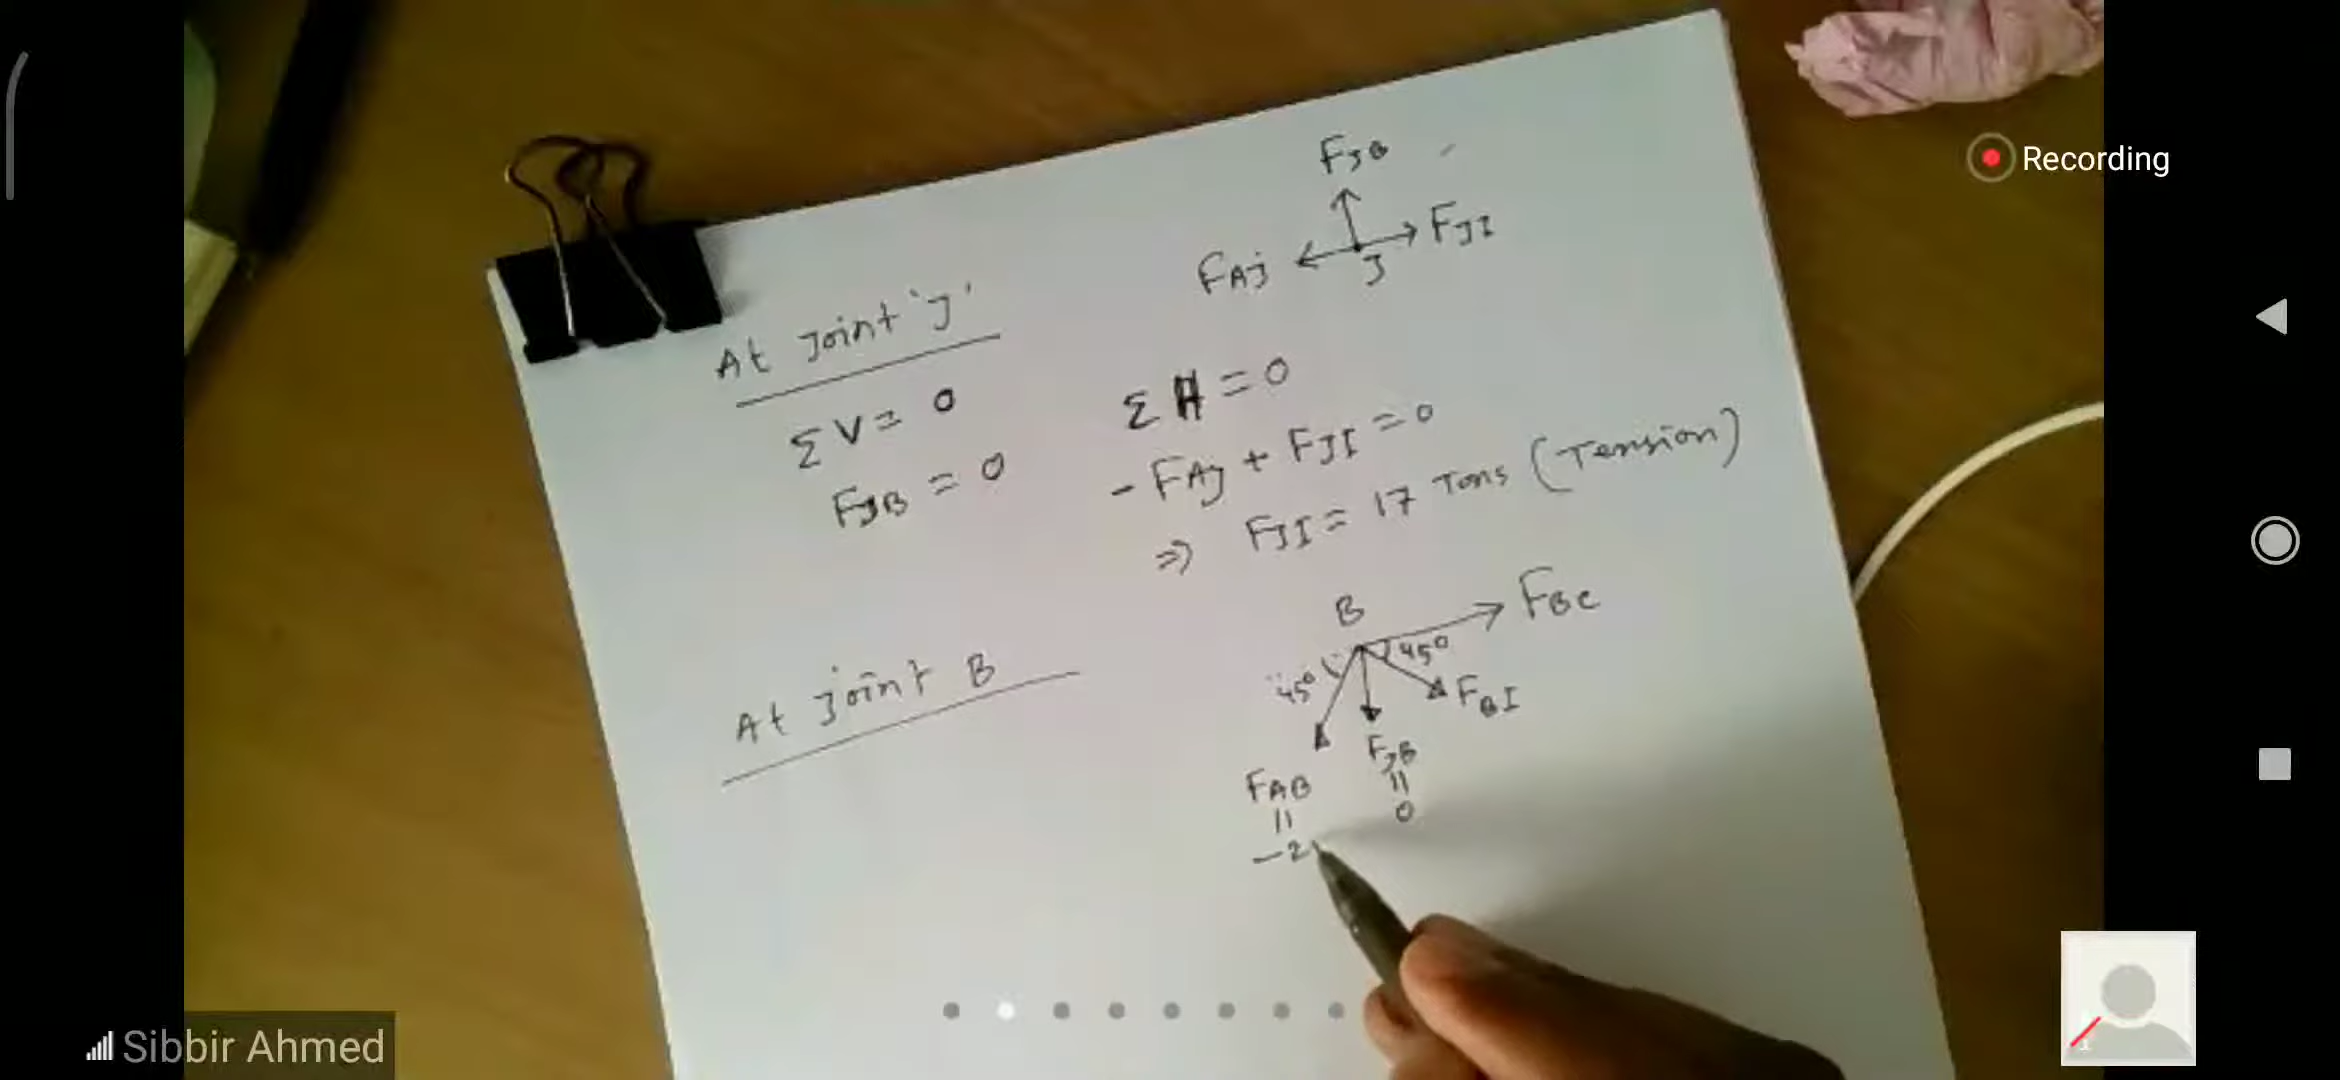 Recording
FJB
FAJ
FJI
J
At Joint 'J'
ΣV = 0
ΣH = 0
FJB = 0
- FAJ + FJI = 0
⇒ FJI = 17 Tons (Tension)
B
FBC
45°
45°
At joint B
FBI
FAB
FJB
||
||
-2
0
Sibbir Ahmed